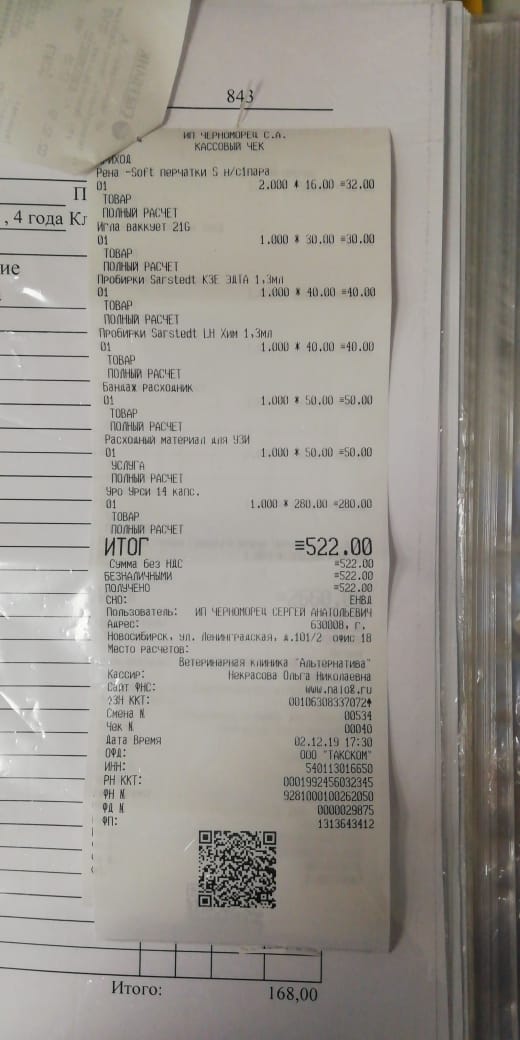 843
ИП ЧЕРНОМОРЕЦ С.А.
КАССОВЫЙ ЧЕК
ПРИХОД
Рена -Soft перчатки S н/с1пара
01 2.000 * 16.00 =32.00
ТОВАР
ПОЛНЫЙ РАСЧЕТ
Игла ваккует 21G
01 1.000 * 30.00 =30.00
ТОВАР
ПОЛНЫЙ РАСЧЕТ
Пробирки Sarstedt КЗЕ ЭДТА 1,3мл
01 1.000 * 40.00 =40.00
ТОВАР
ПОЛНЫЙ РАСЧЕТ
Пробирки Sarstedt LH Хим 1,3мл
01 1.000 * 40.00 =40.00
ТОВАР
ПОЛНЫЙ РАСЧЕТ
Бандаж расходник
01 1.000 * 50.00 =50.00
ТОВАР
ПОЛНЫЙ РАСЧЕТ
Расходный материал для УЗИ
01 1.000 * 50.00 =50.00
УСЛУГА
ПОЛНЫЙ РАСЧЕТ
Уро Урси 14 капс.
01 1.000 * 280.00 =280.00
ТОВАР
ПОЛНЫЙ РАСЧЕТ
ИТОГ =522.00
Сумма без НДС =522.00
БЕЗНАЛИЧНЫМИ =522.00
ПОЛУЧЕНО =522.00
СНО: ЕНВД
Пользователь: ИП ЧЕРНОМОРЕЦ СЕРГЕЙ АНАТОЛЬЕВИЧ
Адрес: 630008, г.
Новосибирск, ул. Ленинградская, д.101/2 офис 18
Место расчетов:
Ветеринарная клиника "Альтернатива"
Кассир: Некрасова Ольга Николаевна
Сайт ФНС: www.nalog.ru
ЗН ККТ: 00106308337072
Смена N 00534
Чек N 00040
Дата Время 02.12.19 17:30
ОФД: ООО "ТАКСКОМ"
ИНН: 540113016650
РН ККТ: 0001992456032345
ФН N 9281000100262050
ФД N 0000029875
ФП: 1313643412
, 4 года
Итого: 168,00